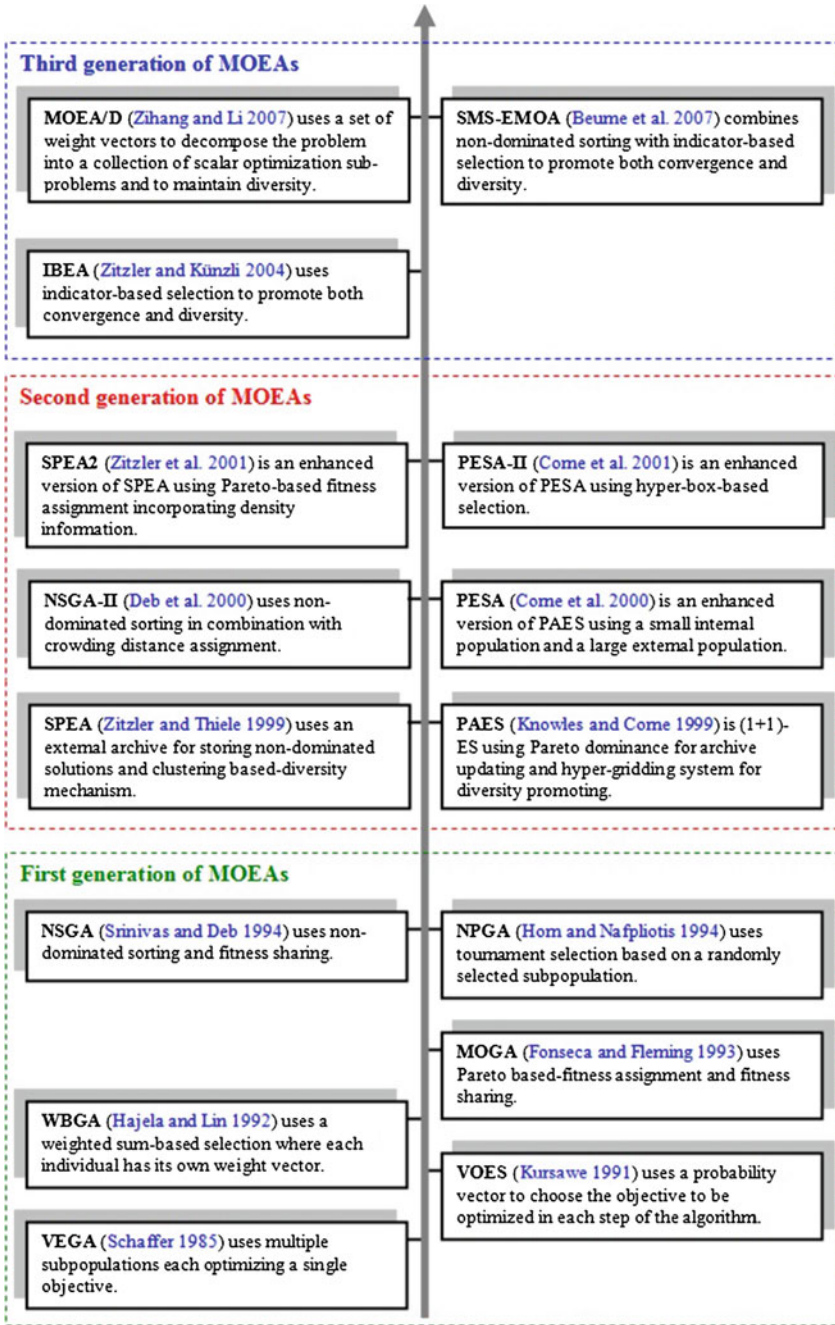 Third generation of MOEAs
MOEA/D (Zihang and Li 2007) uses a set of
weight vectors to decompose the problem
into a collection of scalar optimization sub-
problems and to maintain diversity.
SMS-EMOA (Beume et al. 2007) combines
non-dominated sorting with indicator-based
selection to promote both convergence and
diversity.
IBEA (Zitzler and Künzli 2004) uses
indicator-based selection to promote both
convergence and diversity.
Second generation of MOEAs
SPEA2 (Zitzler et al. 2001) is an enhanced
version of SPEA using Pareto-based fitness
assignment incorporating density
information.
PESA-II (Corne et al. 2001) is an enhanced
version of PESA using hyper-box-based
selection.
NSGA-II (Deb et al. 2000) uses non-
dominated sorting in combination with
crowding distance assignment.
PESA (Corne et al. 2000) is an enhanced
version of PAES using a small internal
population and a large external population.
SPEA (Zitzler and Thiele 1999) uses an
external archive for storing non-dominated
solutions and clustering based-diversity
mechanism.
PAES (Knowles and Corne 1999) is (1+1)-
ES using Pareto dominance for archive
updating and hyper-gridding system for
diversity promoting.
First generation of MOEAs
NSGA (Srinivas and Deb 1994) uses non-
dominated sorting and fitness sharing.
NPGA (Horn and Nafpliotis 1994) uses
tournament selection based on a randomly
selected subpopulation.
MOGA (Fonseca and Fleming 1993) uses
Pareto based-fitness assignment and fitness
sharing.
WBGA (Hajela and Lin 1992) uses a
weighted sum-based selection where each
individual has its own weight vector.
VOES (Kursawe 1991) uses a probability
vector to choose the objective to be
optimized in each step of the algorithm.
VEGA (Schaffer 1985) uses multiple
subpopulations each optimizing a single
objective.